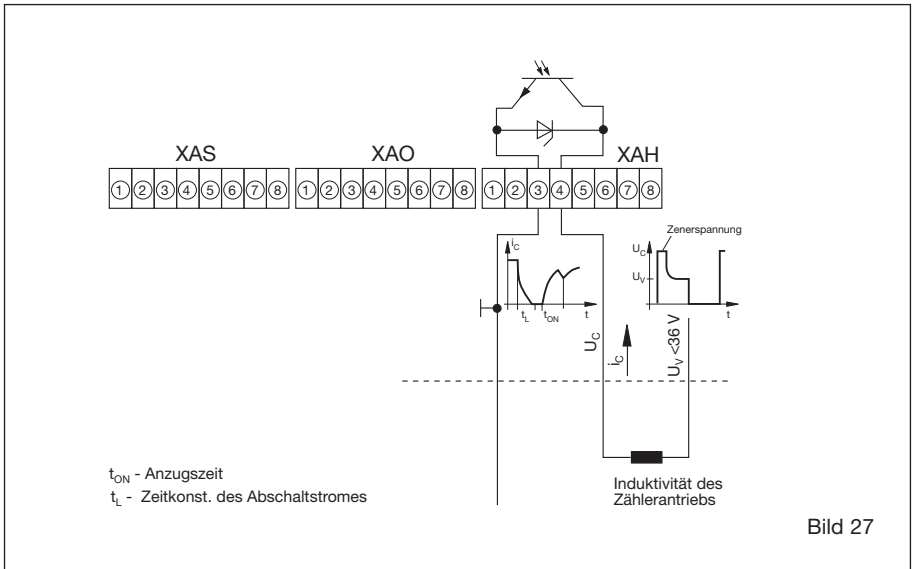 XAS XAO XAH
1 2 3 4 5 6 7 8 1 2 3 4 5 6 7 8 1 2 3 4 5 6 7 8
Zenerspannung
i_C
U_C
U_V
t_L t_ON t
t
U_C
i_C
U_V <36 V
t_ON - Anzugszeit
t_L - Zeitkonst. des Abschaltstromes
Induktivität des
Zählerantriebs
Bild 27